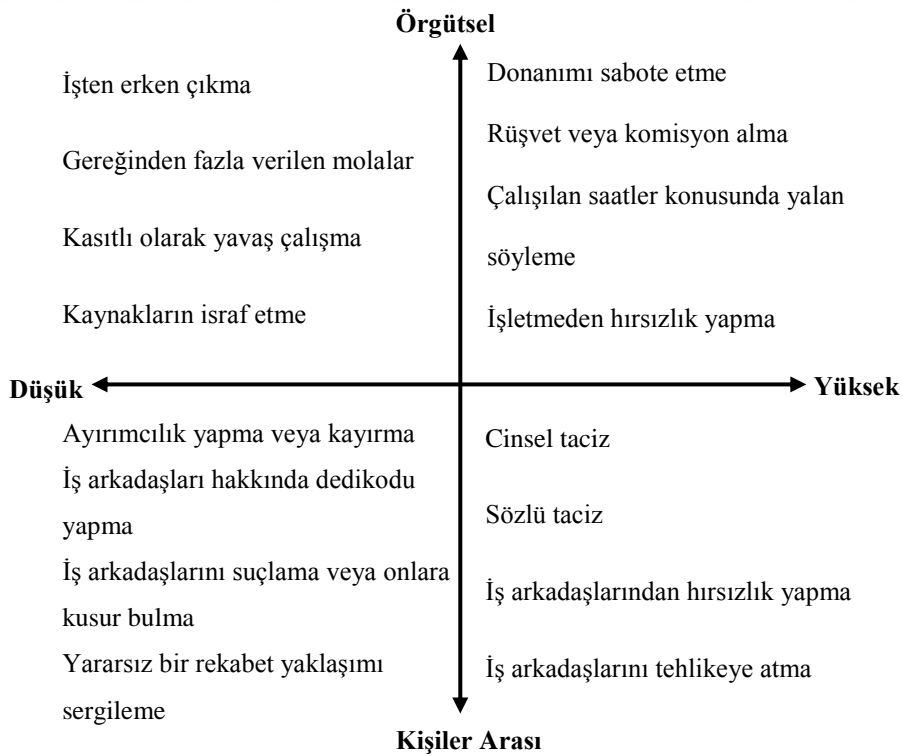 Örgütsel
İşten erken çıkma
Gereğinden fazla verilen molalar
Kasıtlı olarak yavaş çalışma
Kaynakların israf etme
Donanımı sabote etme
Rüşvet veya komisyon alma
Çalışılan saatler konusunda yalan
söyleme
İşletmeden hırsızlık yapma
Düşük
Yüksek
Ayırımcılık yapma veya kayırma
İş arkadaşları hakkında dedikodu
yapma
İş arkadaşlarını suçlama veya onlara
kusur bulma
Yararsız bir rekabet yaklaşımı
sergileme
Cinsel taciz
Sözlü taciz
İş arkadaşlarından hırsızlık yapma
İş arkadaşlarını tehlikeye atma
Kişiler Arası